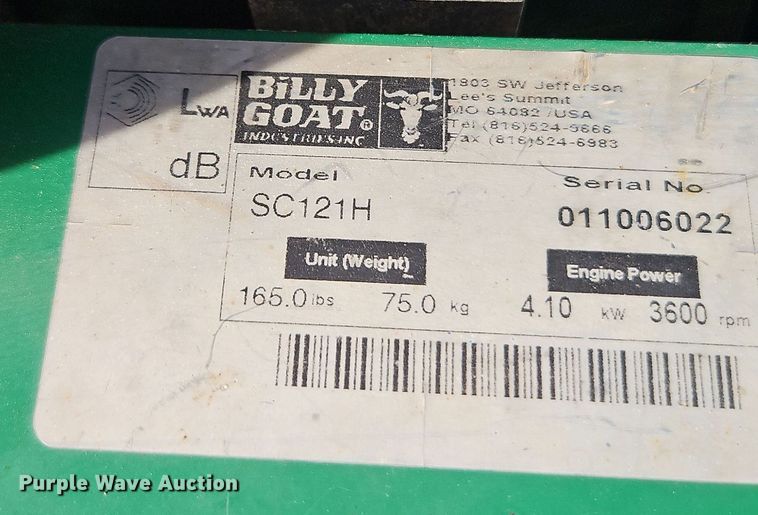 LWA
dB
BiLLY
GOAT®
INDUSTRIES INC
1803 SW Jefferson
Lee's Summit
MO 64082 /USA
Tel (816)524-9666
Fax (816)524-6983
Model
SC121H
Serial No
011006022
Unit (Weight)
165.0 lbs 75.0 kg
Engine Power
4.10 kW 3600 rpm
Purple Wave Auction